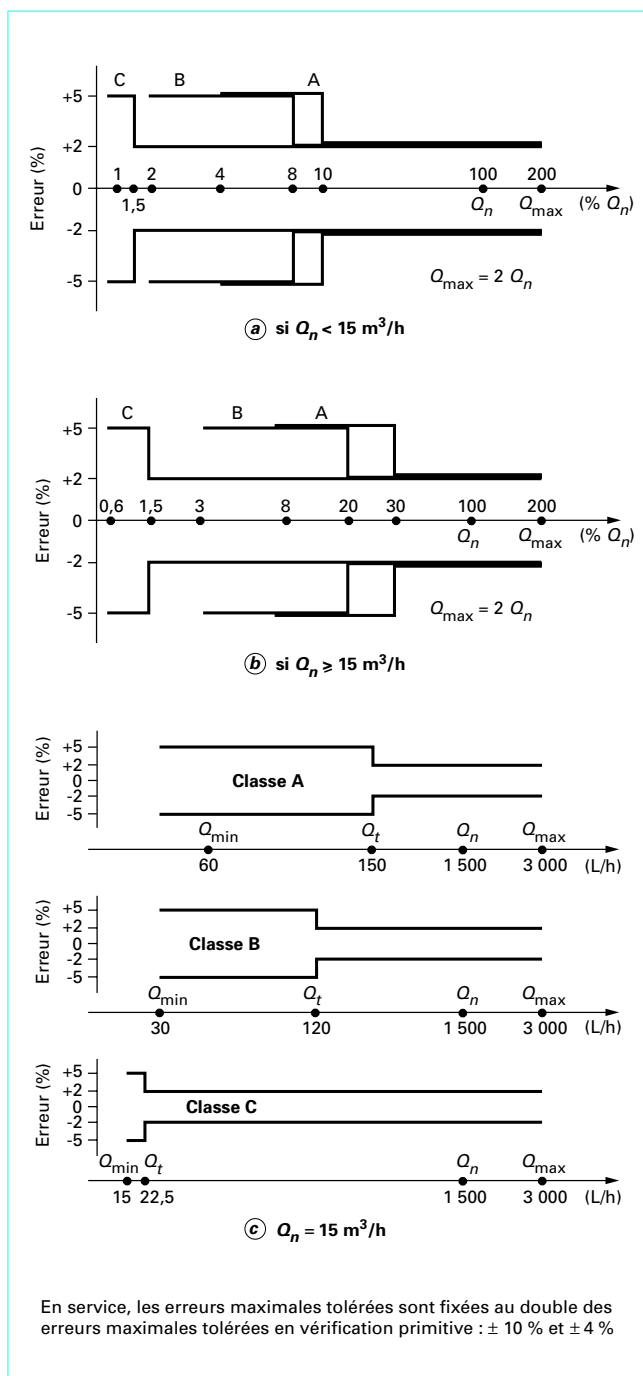 C B A
+5
+2
1 2 4 8 10 100 200
0
1,5 Qn Qmax (% Qn)
-2
-5
Qmax = 2 Qn
Erreur (%)
a si Qn < 15 m³/h
C B A
+5
+2
0,6 1,5 3 8 20 30 100 200
0
Qn Qmax (% Qn)
-2
-5
Qmax = 2 Qn
Erreur (%)
b si Qn ⩾ 15 m³/h
+5
+2
0
-2
-5
Erreur (%)
Classe A
Qmin Qt Qn Qmax
60 150 1 500 3 000 (L/h)
+5
+2
0
-2
-5
Erreur (%)
Classe B
Qmin Qt Qn Qmax
30 120 1 500 3 000 (L/h)
+5
+2
0
-2
-5
Erreur (%)
Classe C
Qmin Qt Qn Qmax
15 22,5 1 500 3 000 (L/h)
c Qn = 15 m³/h
En service, les erreurs maximales tolérées sont fixées au double des
erreurs maximales tolérées en vérification primitive : ± 10 % et ± 4 %